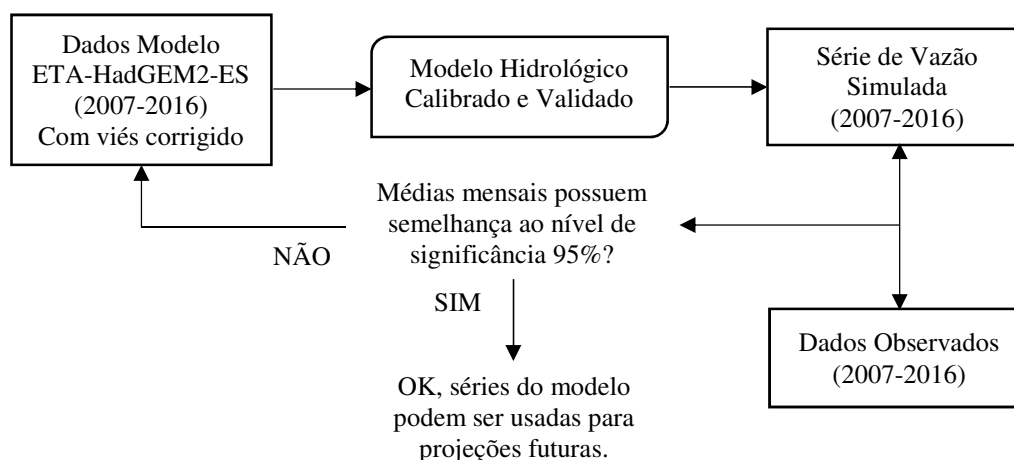 Dados Modelo
ETA-HadGEM2-ES
(2007-2016)
Com viés corrigido
Modelo Hidrológico
Calibrado e Validado
Série de Vazão
Simulada
(2007-2016)
Médias mensais possuem
semelhança ao nível de
significância 95%?
NÃO
SIM
Dados Observados
(2007-2016)
OK, séries do modelo
podem ser usadas para
projeções futuras.